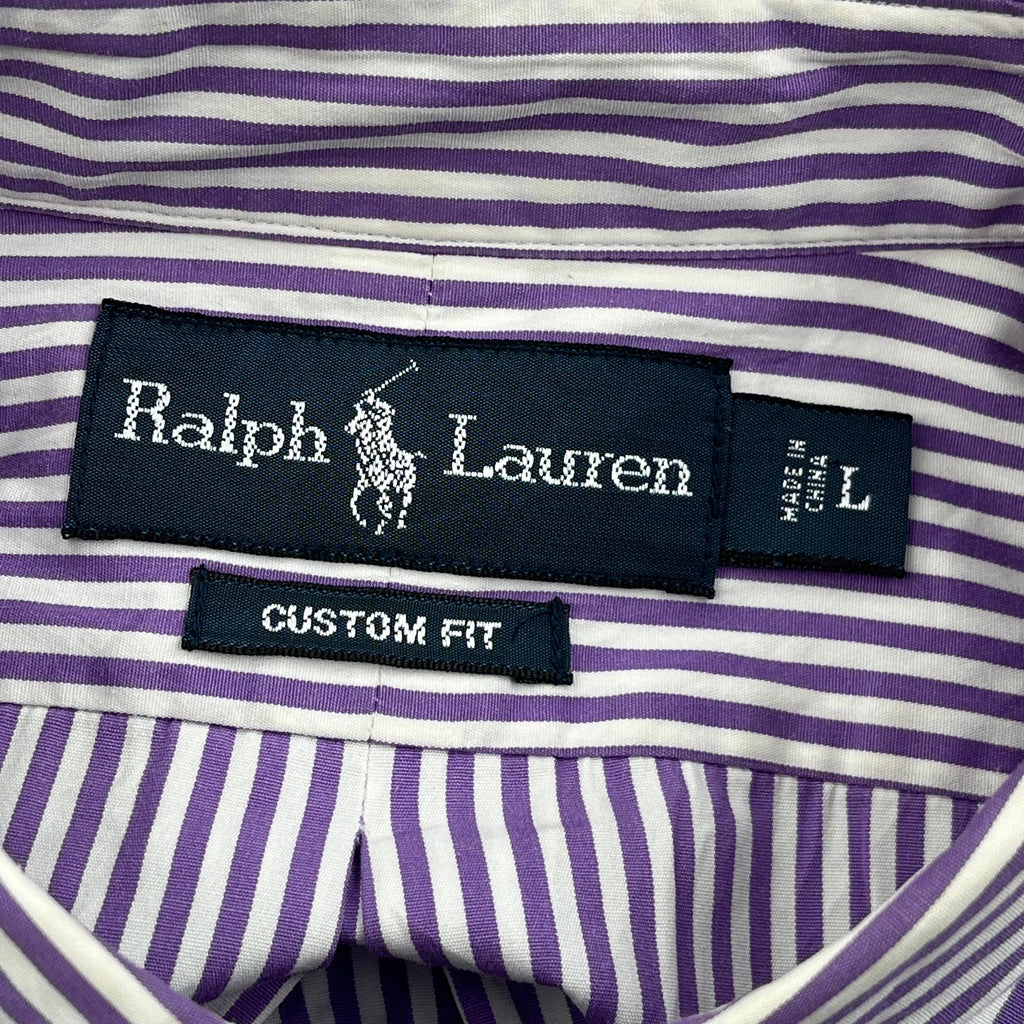 Ralph Lauren
MADE IN
CHINA
L
CUSTOM FIT